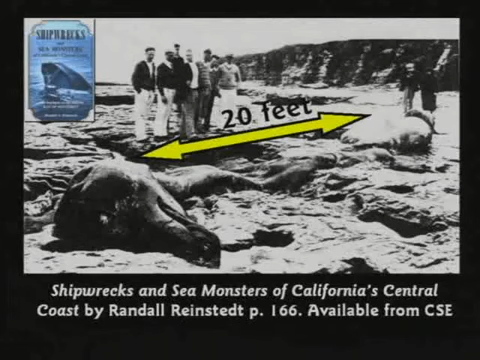 SHIPWRECKS
and
SEA MONSTERS
20 feet
Shipwrecks and Sea Monsters of California's Central
Coast by Randall Reinstedt p. 166. Available from CSE